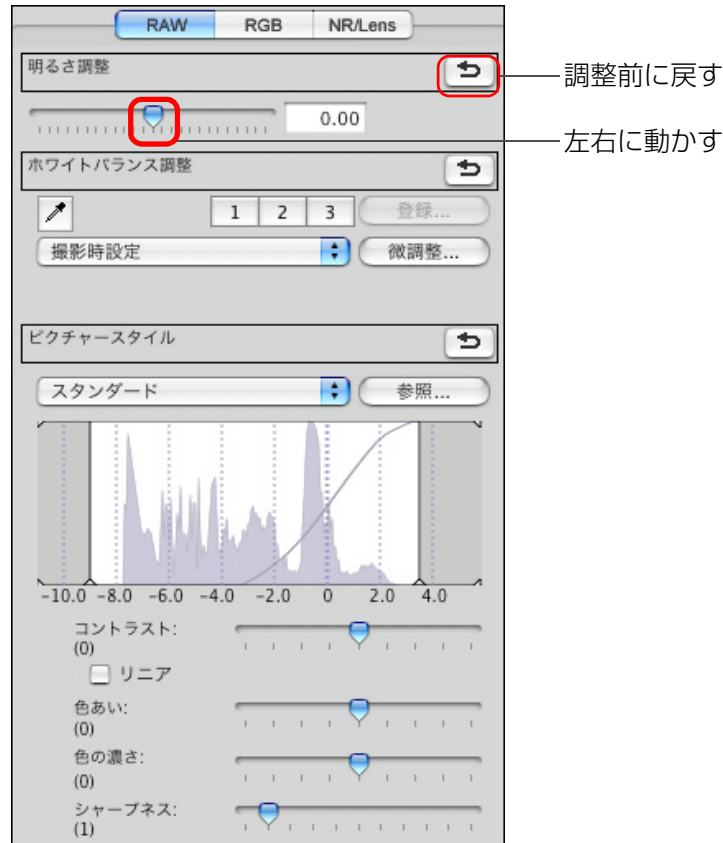 RAW RGB NR/Lens
明るさ調整
調整前に戻す
0.00
左右に動かす
ホワイトバランス調整
1 2 3 登録...
撮影時設定 微調整...
ピクチャースタイル
スタンダード 参照...
-10.0 -8.0 -6.0 -4.0 -2.0 0 2.0 4.0
コントラスト:
(0)
リニア
色あい:
(0)
色の濃さ:
(0)
シャープネス:
(1)